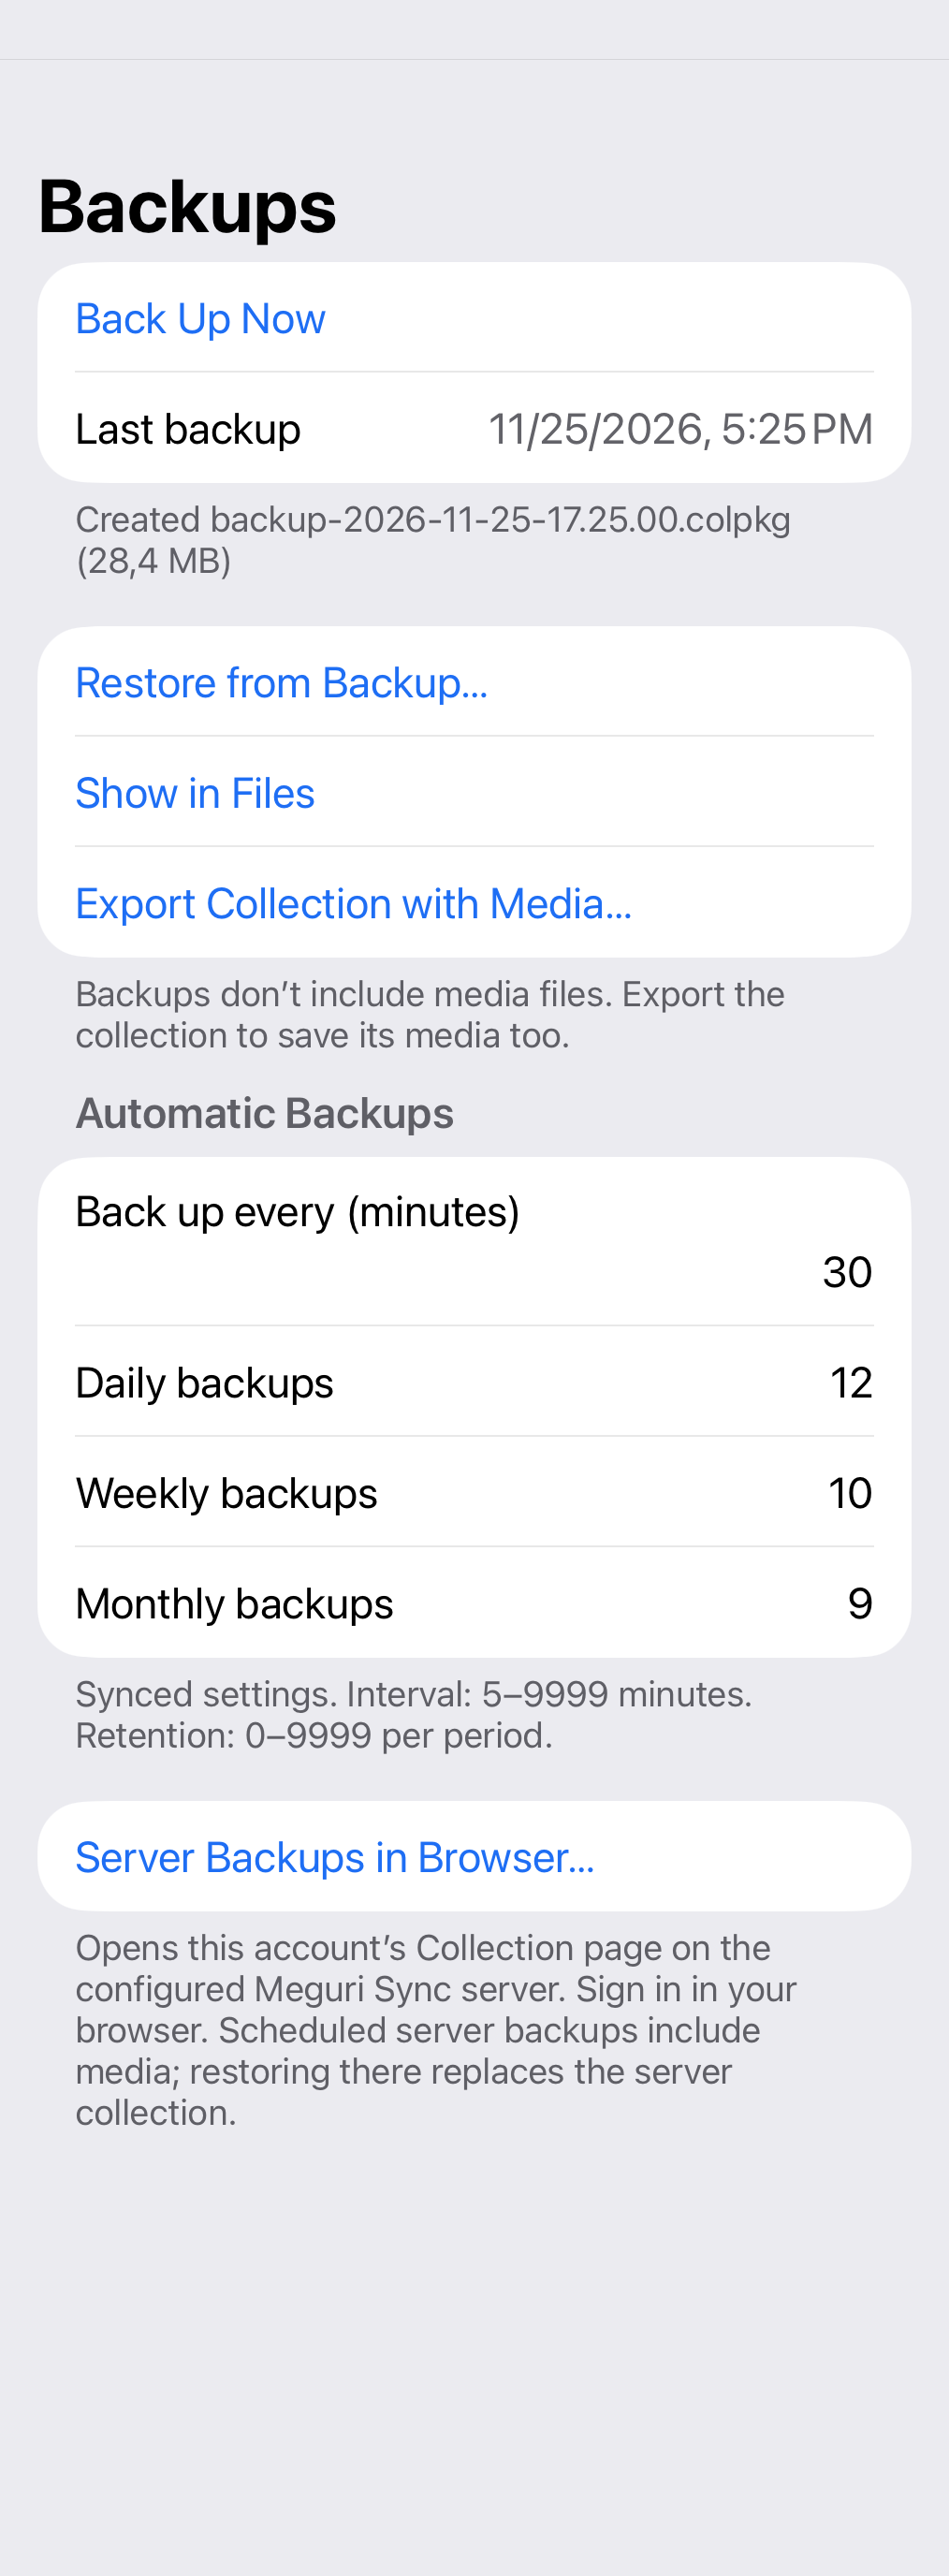 Backups
Back Up Now
Last backup 11/25/2026, 5:25 PM
Created backup-2026-11-25-17.25.00.colpkg
(28,4 MB)
Restore from Backup...
Show in Files
Export Collection with Media...
Backups don’t include media files. Export the
collection to save its media too.
Automatic Backups
Back up every (minutes)
30
Daily backups 12
Weekly backups 10
Monthly backups 9
Synced settings. Interval: 5–9999 minutes.
Retention: 0–9999 per period.
Server Backups in Browser...
Opens this account’s Collection page on the
configured Meguri Sync server. Sign in in your
browser. Scheduled server backups include
media; restoring there replaces the server
collection.